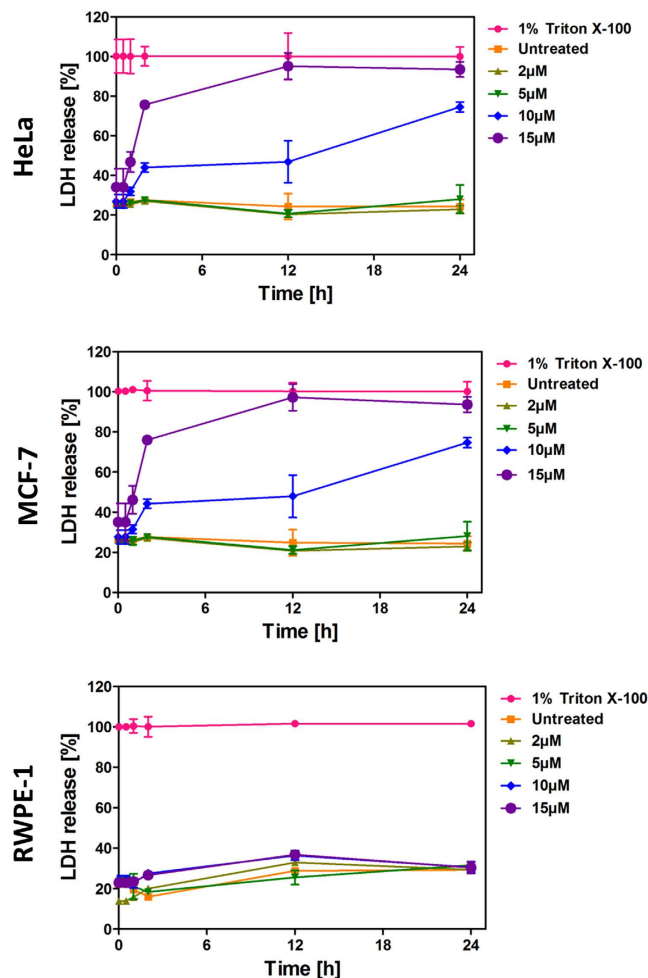 HeLa
LDH release [%]
120
100
80
60
40
20
0
0 6 12 18 24
Time [h]
1% Triton X-100
Untreated
2µM
5µM
10µM
15µM
MCF-7
LDH release [%]
120
100
80
60
40
20
0
0 6 12 18 24
Time [h]
1% Triton X-100
Untreated
2µM
5µM
10µM
15µM
RWPE-1
LDH release [%]
120
100
80
60
40
20
0
0 6 12 18 24
Time [h]
1% Triton X-100
Untreated
2µM
5µM
10µM
15µM